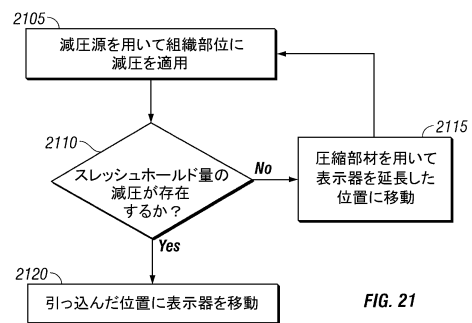 2105
減圧源を用いて組織部位に
減圧を適用
2110
スレッシュホールド量の
減圧が存在
するか？
No
2115
圧縮部材を用いて
表示器を延長した
位置に移動
Yes
2120
引っ込んだ位置に表示器を移動
FIG. 21